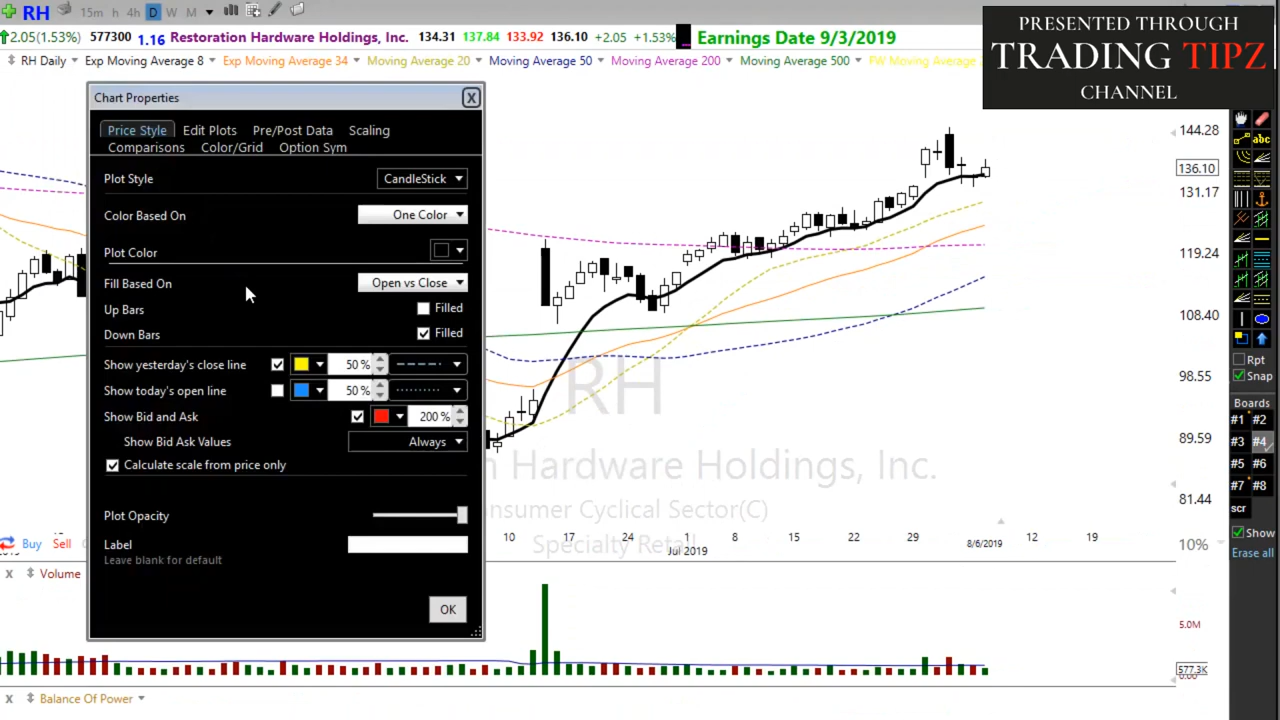 RH 15m h 4h D W M
PRESENTED THROUGH
TRADING TIPZ
CHANNEL
2.05(1.53%) 577300 1.16 Restoration Hardware Holdings, Inc. 134.31 137.84 133.92 136.10 +2.05 +1.53% Earnings Date 9/3/2019
RH Daily Exp Moving Average 8 Exp Moving Average 34 Moving Average 20 Moving Average 50 Moving Average 200 Moving Average 500 FW Moving Average
Chart Properties X
Price Style Edit Plots Pre/Post Data Scaling
Comparisons Color/Grid Option Sym
Plot Style CandleStick
Color Based On One Color
Plot Color
Fill Based On Open vs Close
Up Bars Filled
Down Bars Filled
Show yesterday's close line 50 %
Show today's open line 50 %
Show Bid and Ask 200 %
Show Bid Ask Values Always
Calculate scale from price only
Plot Opacity
Label
Leave blank for default
OK
144.28
136.10
131.17
119.24
108.40
98.55
89.59
81.44
10%
RH
Hardware Holdings, Inc.
nsumer Cyclical Sector(C)
Specialty Retail
10 17 24 1 8 15 22 29 8/6/2019 12 19
Jul 2019
abc
Rpt
Snap
Boards
#1 #2
#3 #4
#5 #6
#7 #8
scr
Show
Erase all
Buy Sell
X Volume
5.0M
577.3K
0.00
X Balance Of Power